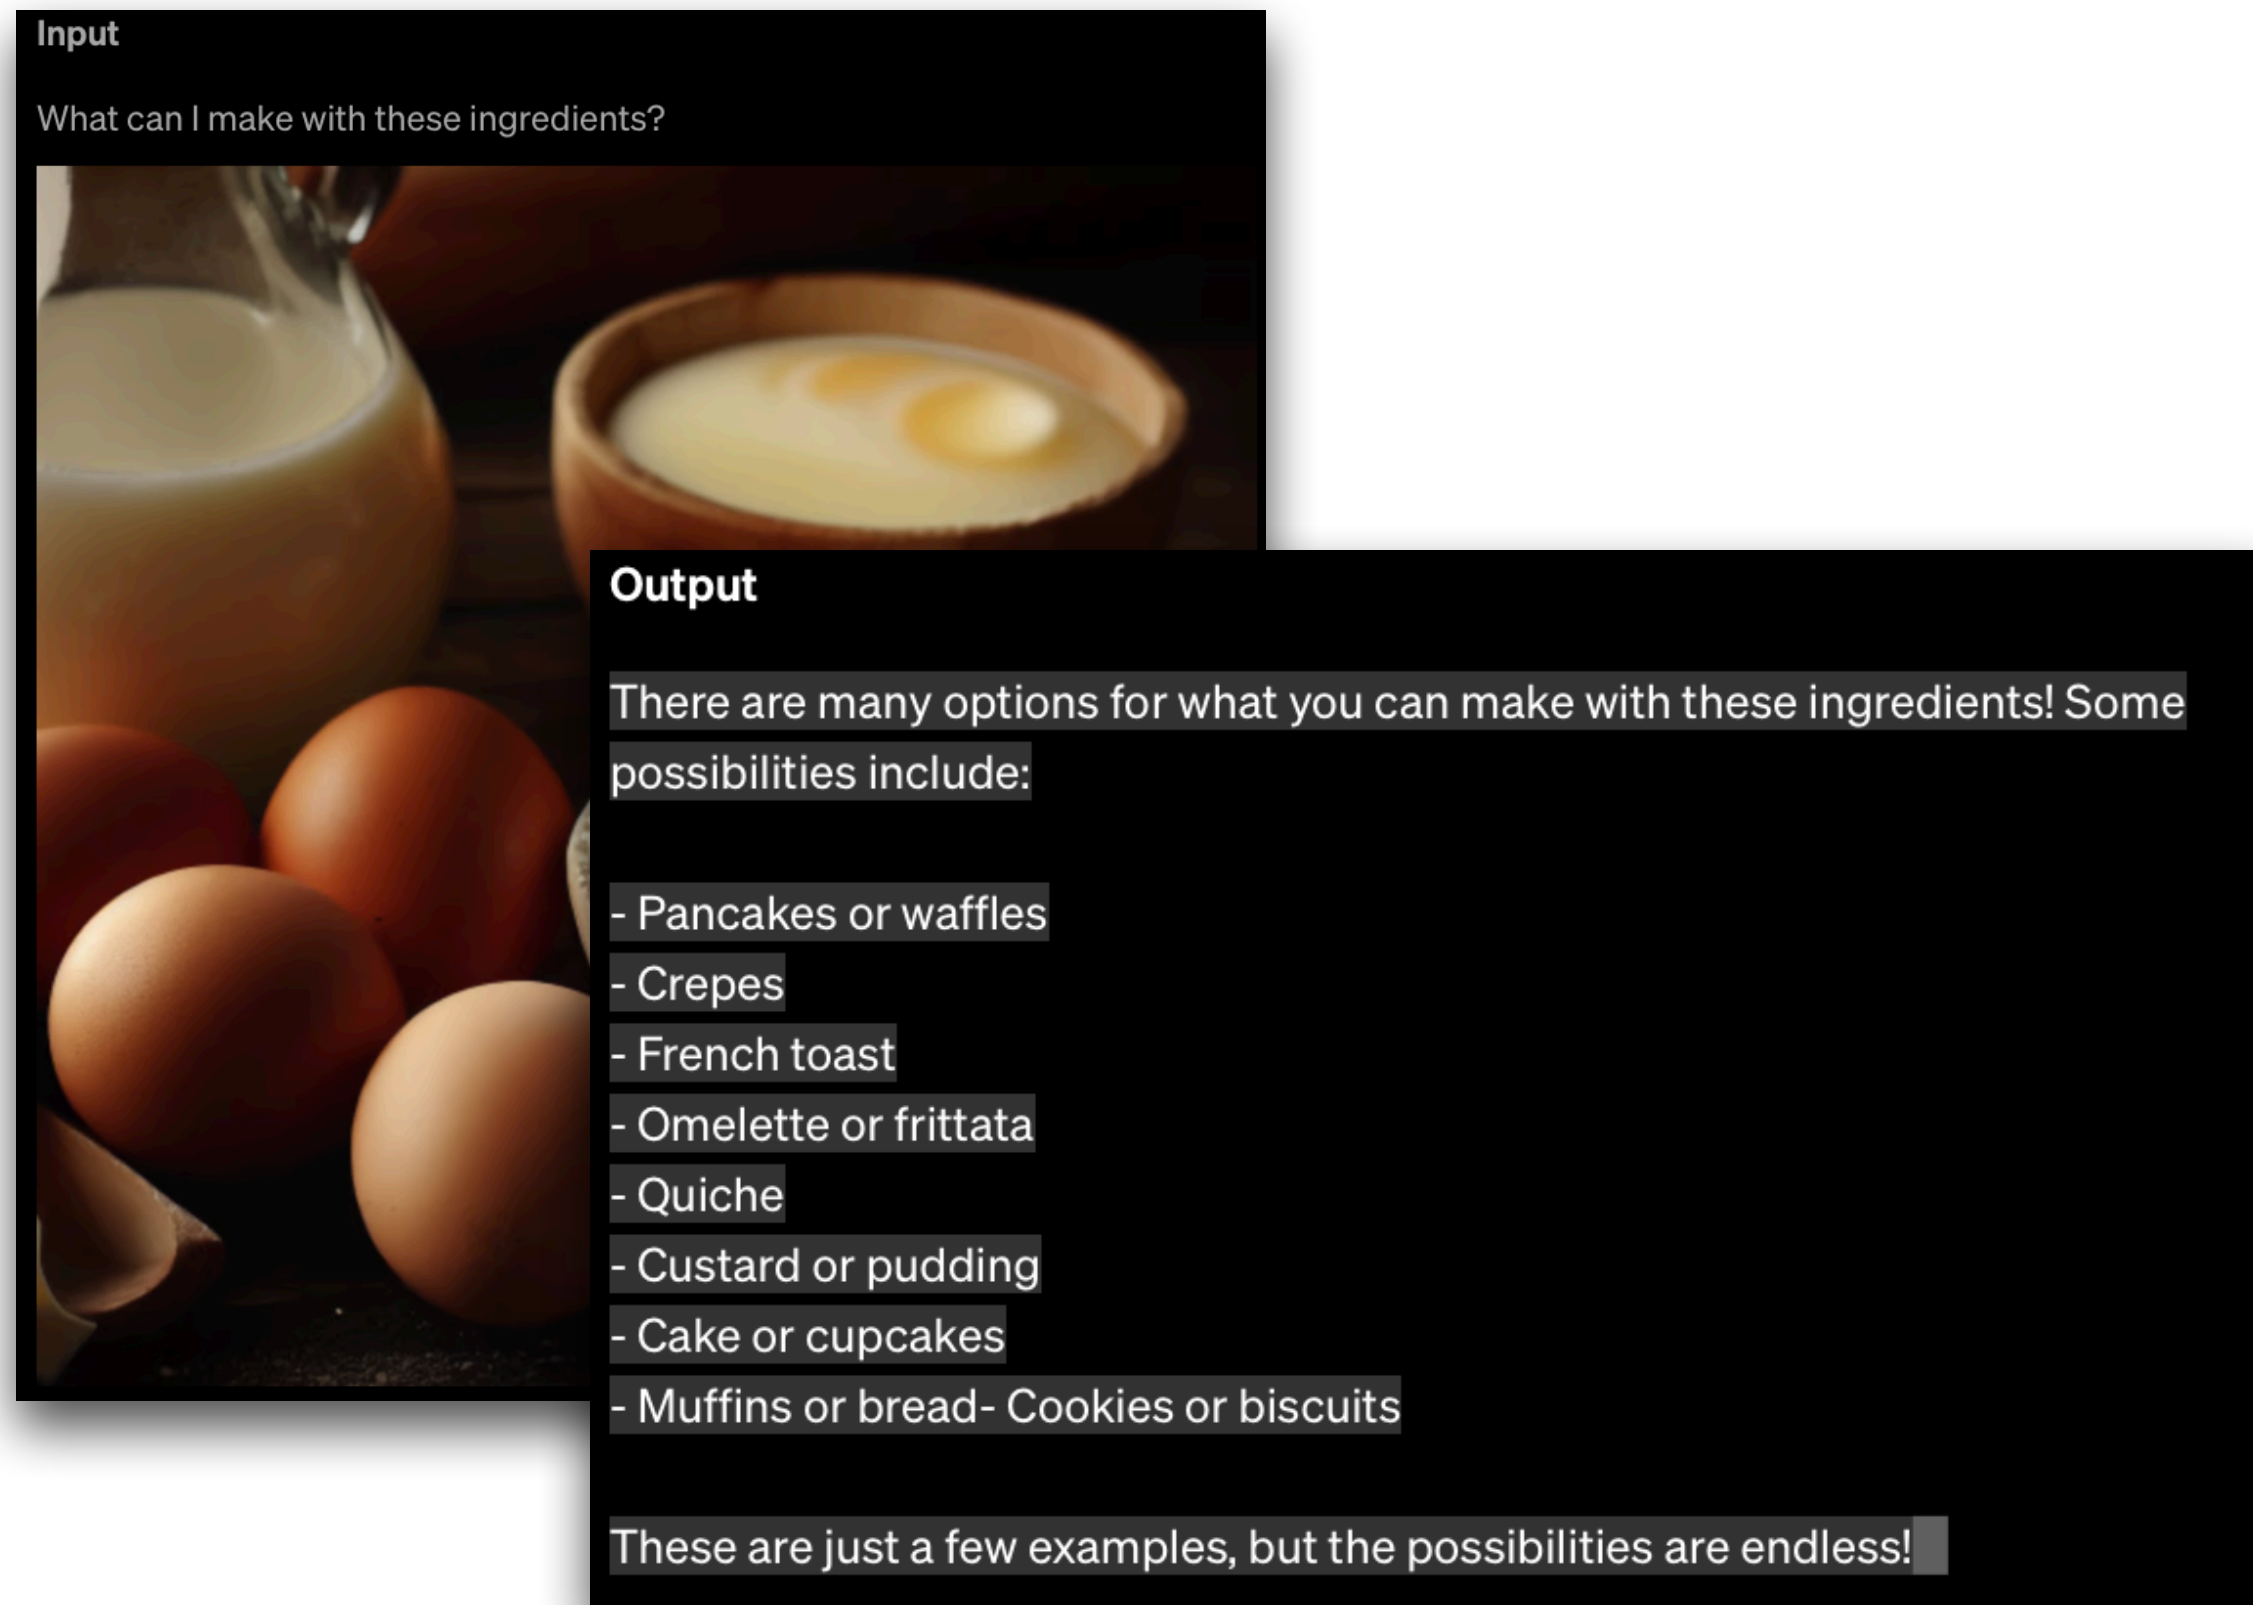 Input
What can I make with these ingredients?
Output
There are many options for what you can make with these ingredients! Some
possibilities include:
- Pancakes or waffles
- Crepes
- French toast
- Omelette or frittata
- Quiche
- Custard or pudding
- Cake or cupcakes
- Muffins or bread- Cookies or biscuits
These are just a few examples, but the possibilities are endless!